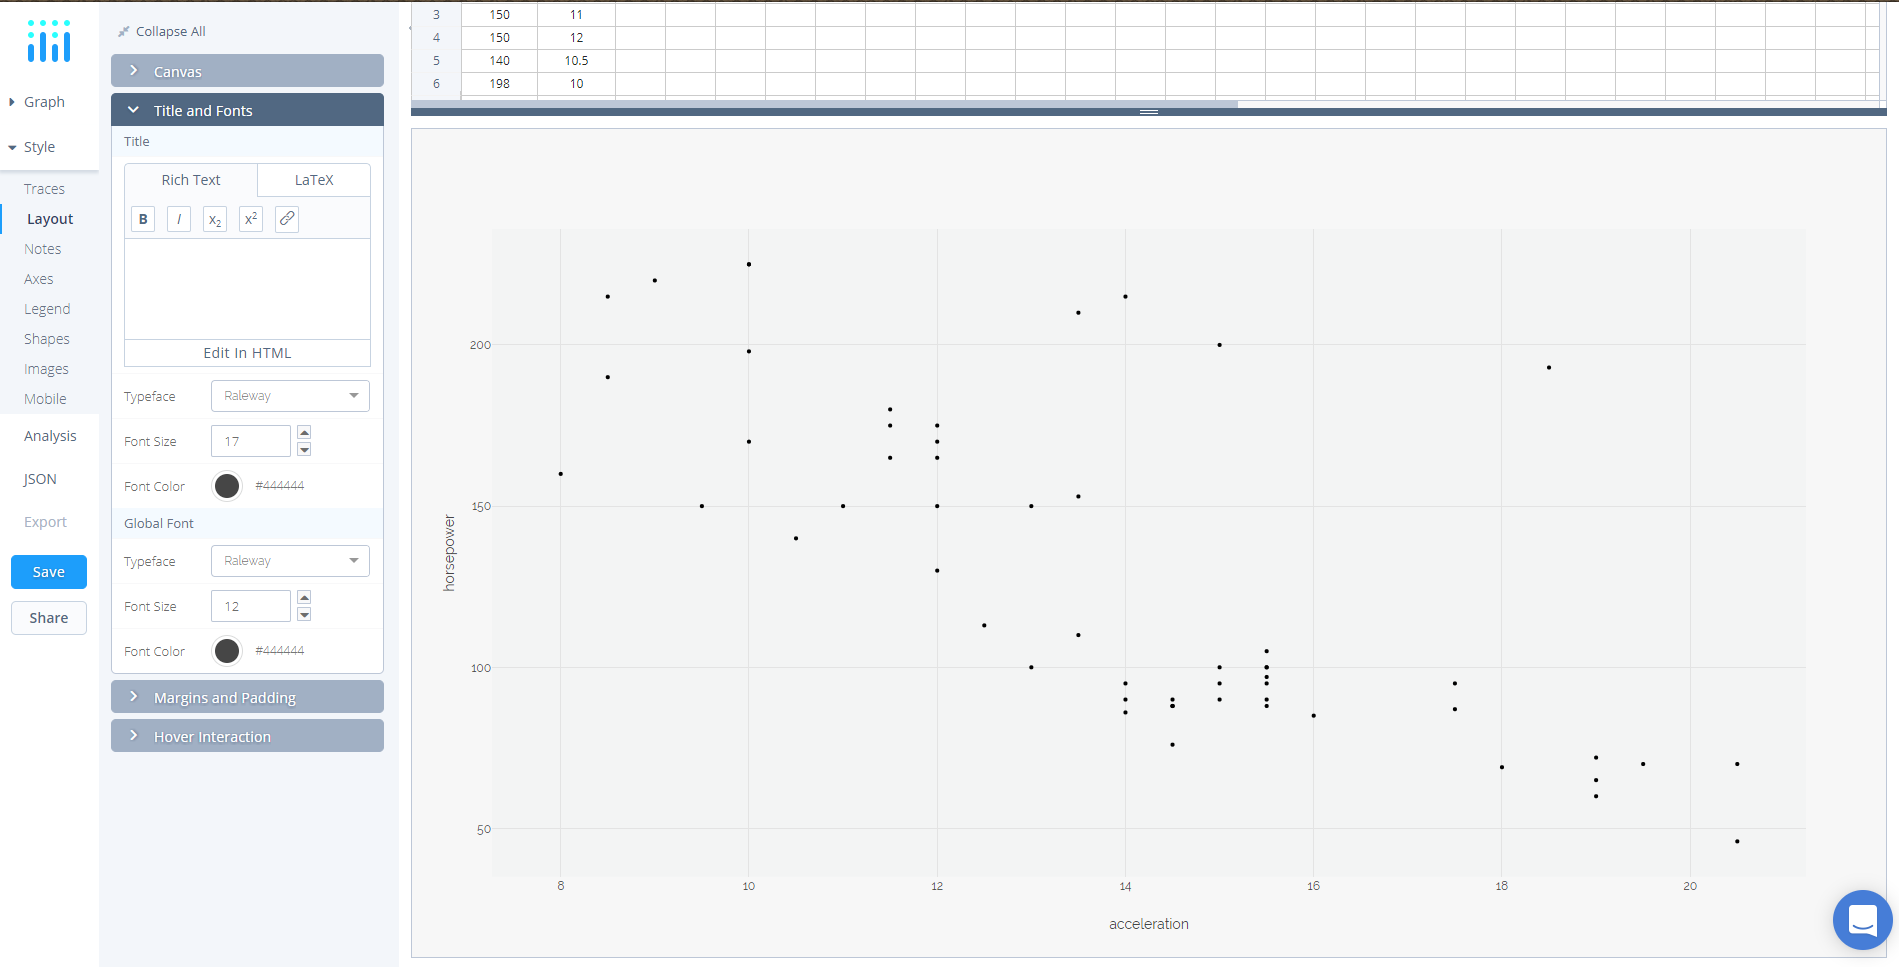 Collapse All
Canvas
Title and Fonts
Title
Rich Text
LaTeX
B
I
x2
x2
Edit In HTML
Typeface
Raleway
Font Size
17
Font Color
#444444
Global Font
Typeface
Raleway
Font Size
12
Font Color
#444444
Margins and Padding
Hover Interaction
Graph
Style
Traces
Layout
Notes
Axes
Legend
Shapes
Images
Mobile
Analysis
JSON
Export
Save
Share
3 150 11
4 150 12
5 140 10.5
6 198 10
200
150
100
50
horsepower
8 10 12 14 16 18 20
acceleration